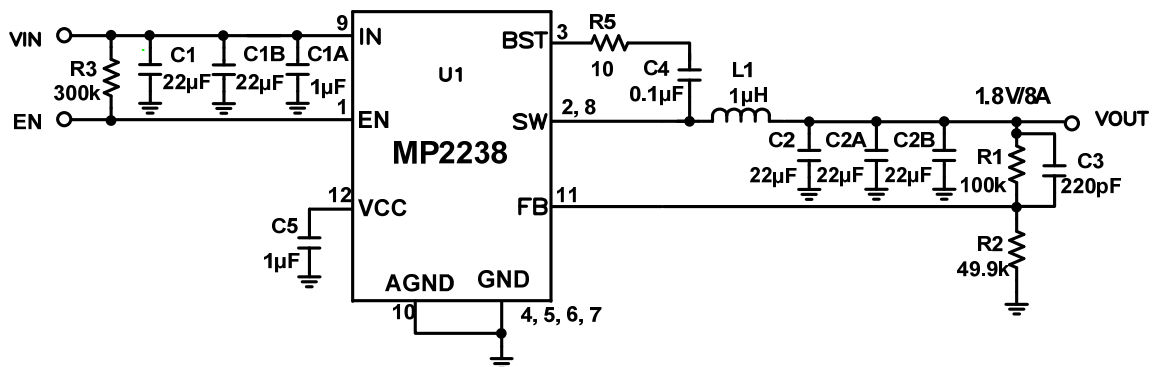 VIN
R3
300k
EN
C1
22µF
C1B
22µF
C1A
1µF
9
IN
1
EN
12
VCC
C5
1µF
U1
MP2238
AGND
10
GND
4, 5, 6, 7
BST
3
R5
10
C4
0.1µF
SW
2, 8
L1
1µH
FB
11
C2
22µF
C2A
22µF
C2B
22µF
1.8V/8A
VOUT
R1
100k
C3
220pF
R2
49.9k